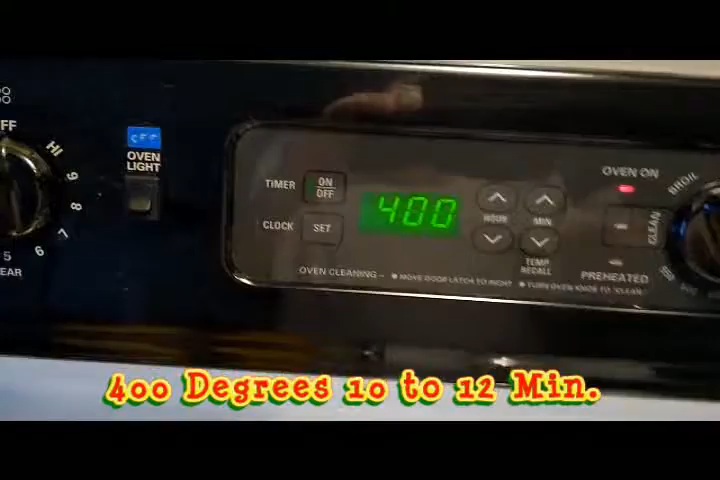 OFF
HI
9
8
7
6
5
REAR
OFF
OVEN
LIGHT
TIMER
ON
OFF
CLOCK
SET
400
HOUR
MIN
TEMP
RECALL
OVEN CLEANING – • MOVE DOOR LATCH TO RIGHT • TURN OVEN KNOB TO "CLEAN"
OVEN ON
PREHEATED
BROIL
CLEAN
500
400 Degrees 10 to 12 Min.